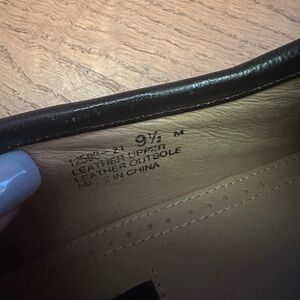 9½ M
LEATHER UPPER
LEATHER OUTSOLE
MADE IN CHINA